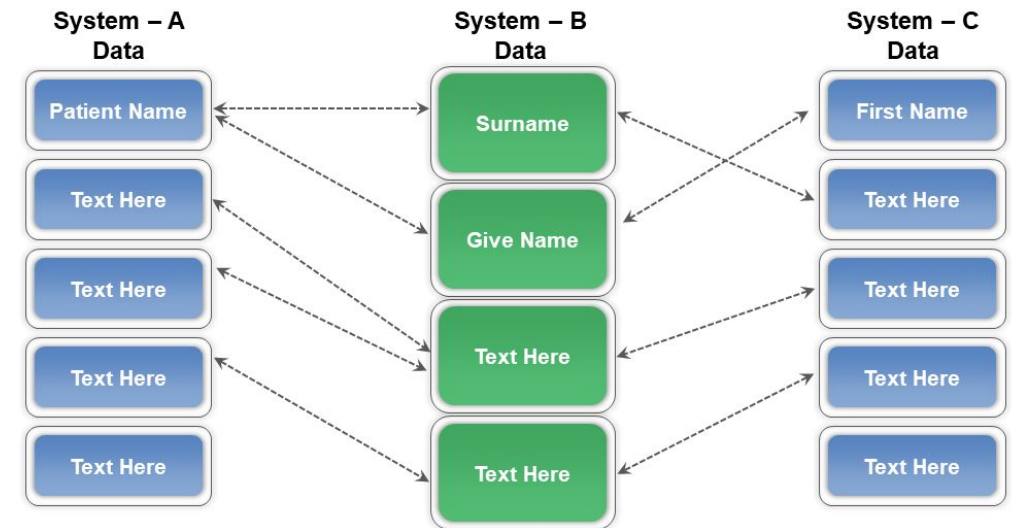 System – A
Data
System – B
Data
System – C
Data
Patient Name
Text Here
Text Here
Text Here
Text Here
Surname
Give Name
Text Here
Text Here
First Name
Text Here
Text Here
Text Here
Text Here